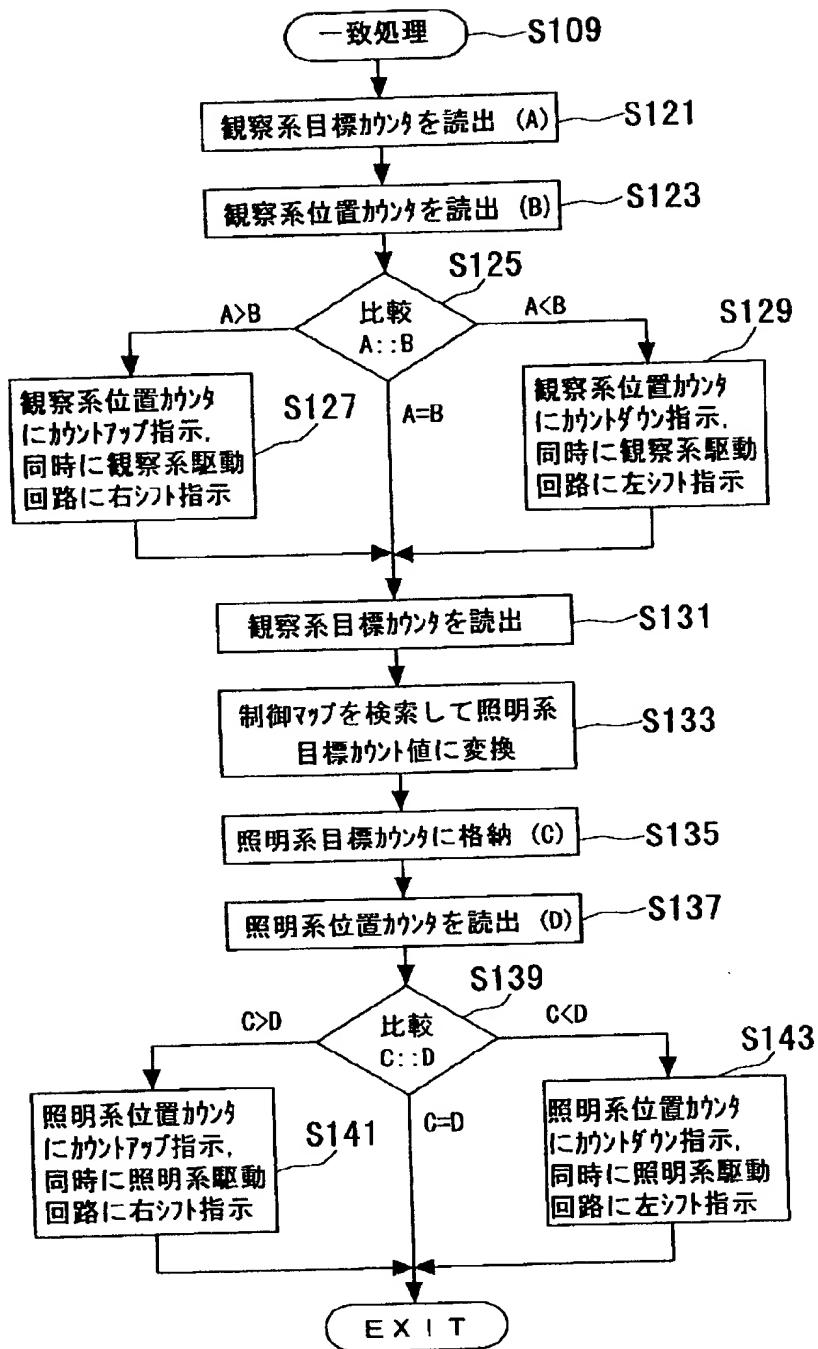 一致処理
S109
観察系目標カウンタを読出 (A)
S121
観察系位置カウンタを読出 (B)
S123
S125
比較
A::B
A>B
A<B
A=B
S129
観察系位置カウンタ
にカウントアップ指示,
同時に観察系駆動
回路に右シフト指示
S127
観察系位置カウンタ
にカウントダウン指示,
同時に観察系駆動
回路に左シフト指示
観察系目標カウンタを読出
S131
制御マップを検索して照明系
目標カウント値に変換
S133
照明系目標カウンタに格納 (C)
S135
照明系位置カウンタを読出 (D)
S137
S139
比較
C::D
C>D
C<D
C=D
S143
照明系位置カウンタ
にカウントアップ指示,
同時に照明系駆動
回路に右シフト指示
S141
照明系位置カウンタ
にカウントダウン指示,
同時に照明系駆動
回路に左シフト指示
EXIT